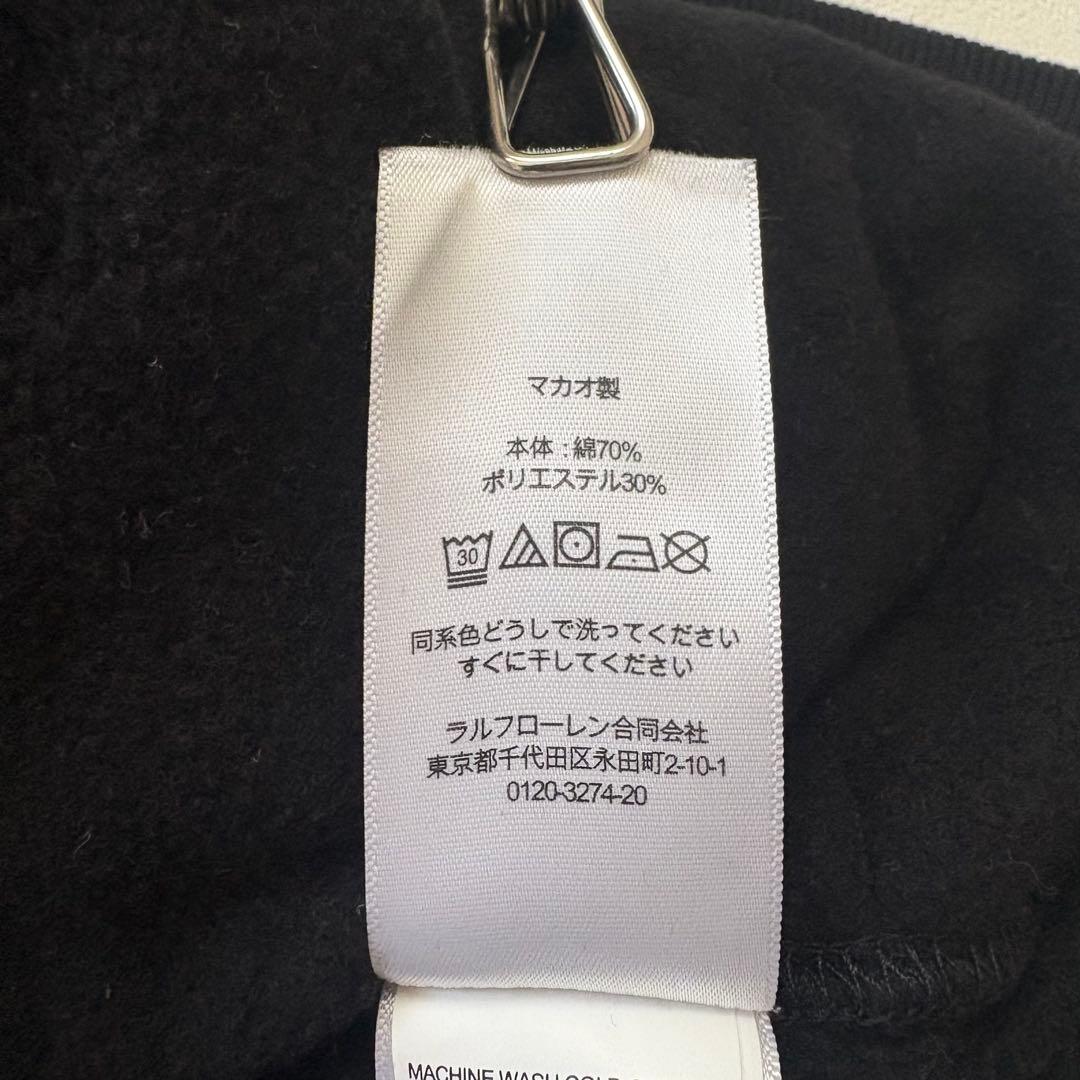 マカオ製
本体：綿70%
ポリエステル30%
30
同系色どうしで洗ってください
すぐに干してください
ラルフローレン合同会社
東京都千代田区永田町2-10-1
0120-3274-20
MACHINE WASH COLD